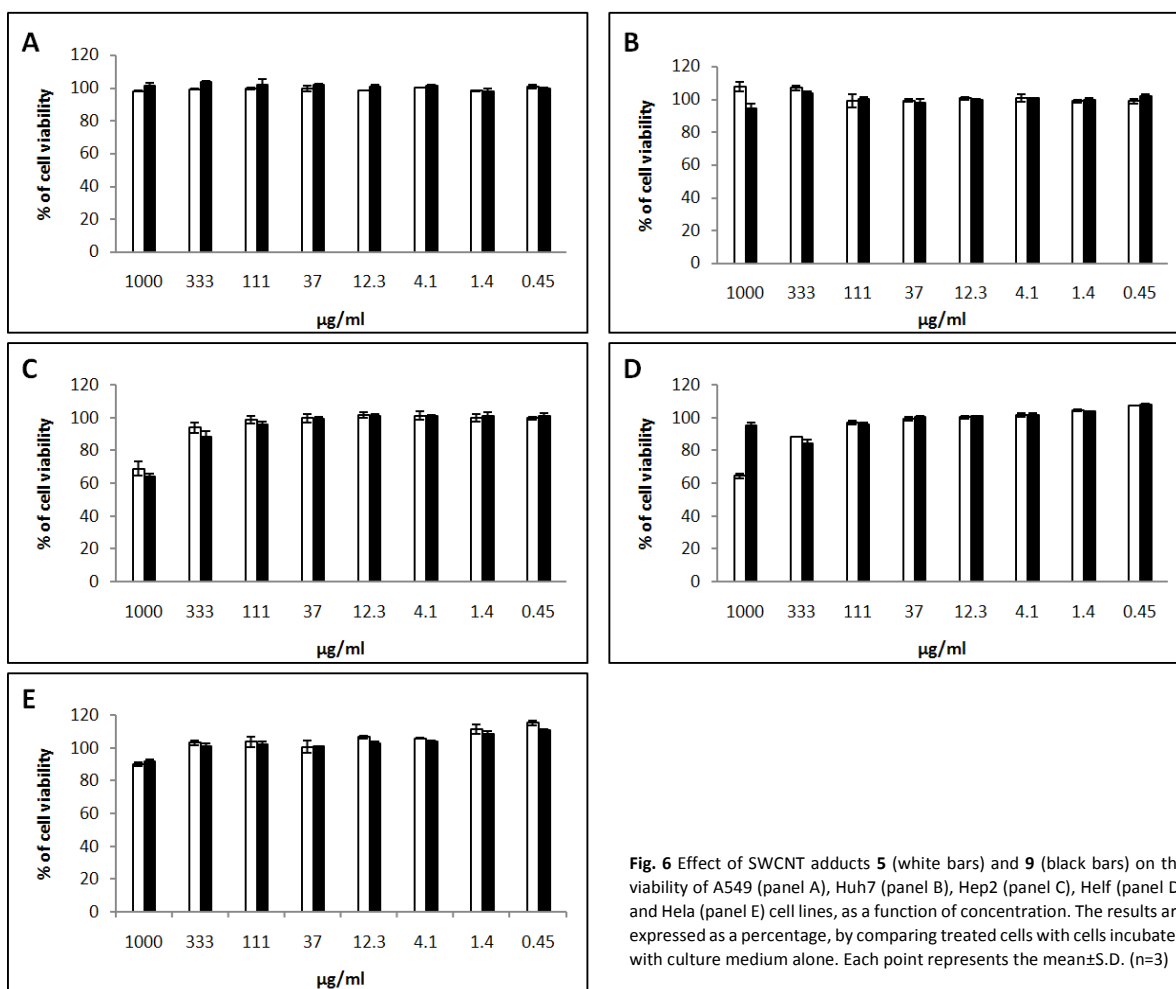 A
120
100
80
60
40
20
0
% of cell viability
1000 333 111 37 12.3 4.1 1.4 0.45
µg/ml
B
120
100
80
60
40
20
0
% of cell viability
1000 333 111 37 12.3 4.1 1.4 0.45
µg/ml
C
120
100
80
60
40
20
0
% of cell viability
1000 333 111 37 12.3 4.1 1.4 0.45
µg/ml
D
120
100
80
60
40
20
0
% of cell viability
1000 333 111 37 12.3 4.1 1.4 0.45
µg/ml
E
120
100
80
60
40
20
0
% of cell viability
1000 333 111 37 12.3 4.1 1.4 0.45
µg/ml
Fig. 6 Effect of SWCNT adducts 5 (white bars) and 9 (black bars) on th
viability of A549 (panel A), Huh7 (panel B), Hep2 (panel C), Helf (panel D
and Hela (panel E) cell lines, as a function of concentration. The results ar
expressed as a percentage, by comparing treated cells with cells incubate
with culture medium alone. Each point represents the mean±S.D. (n=3)